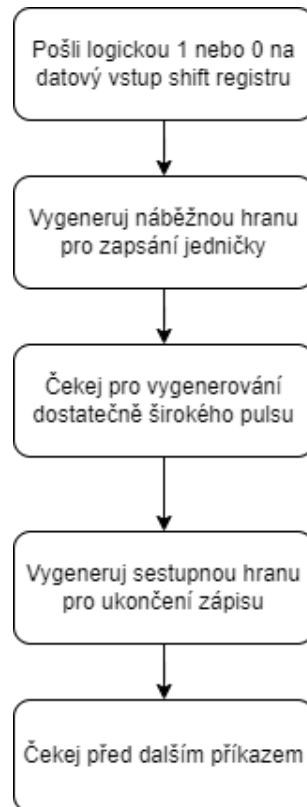 Pošli logickou 1 nebo 0 na
datový vstup shift registru
Vygeneruj náběžnou hranu
pro zapsání jedničky
Čekej pro vygenerování
dostatečně širokého pulsu
Vygeneruj sestupnou hranu
pro ukončení zápisu
Čekej před dalším příkazem